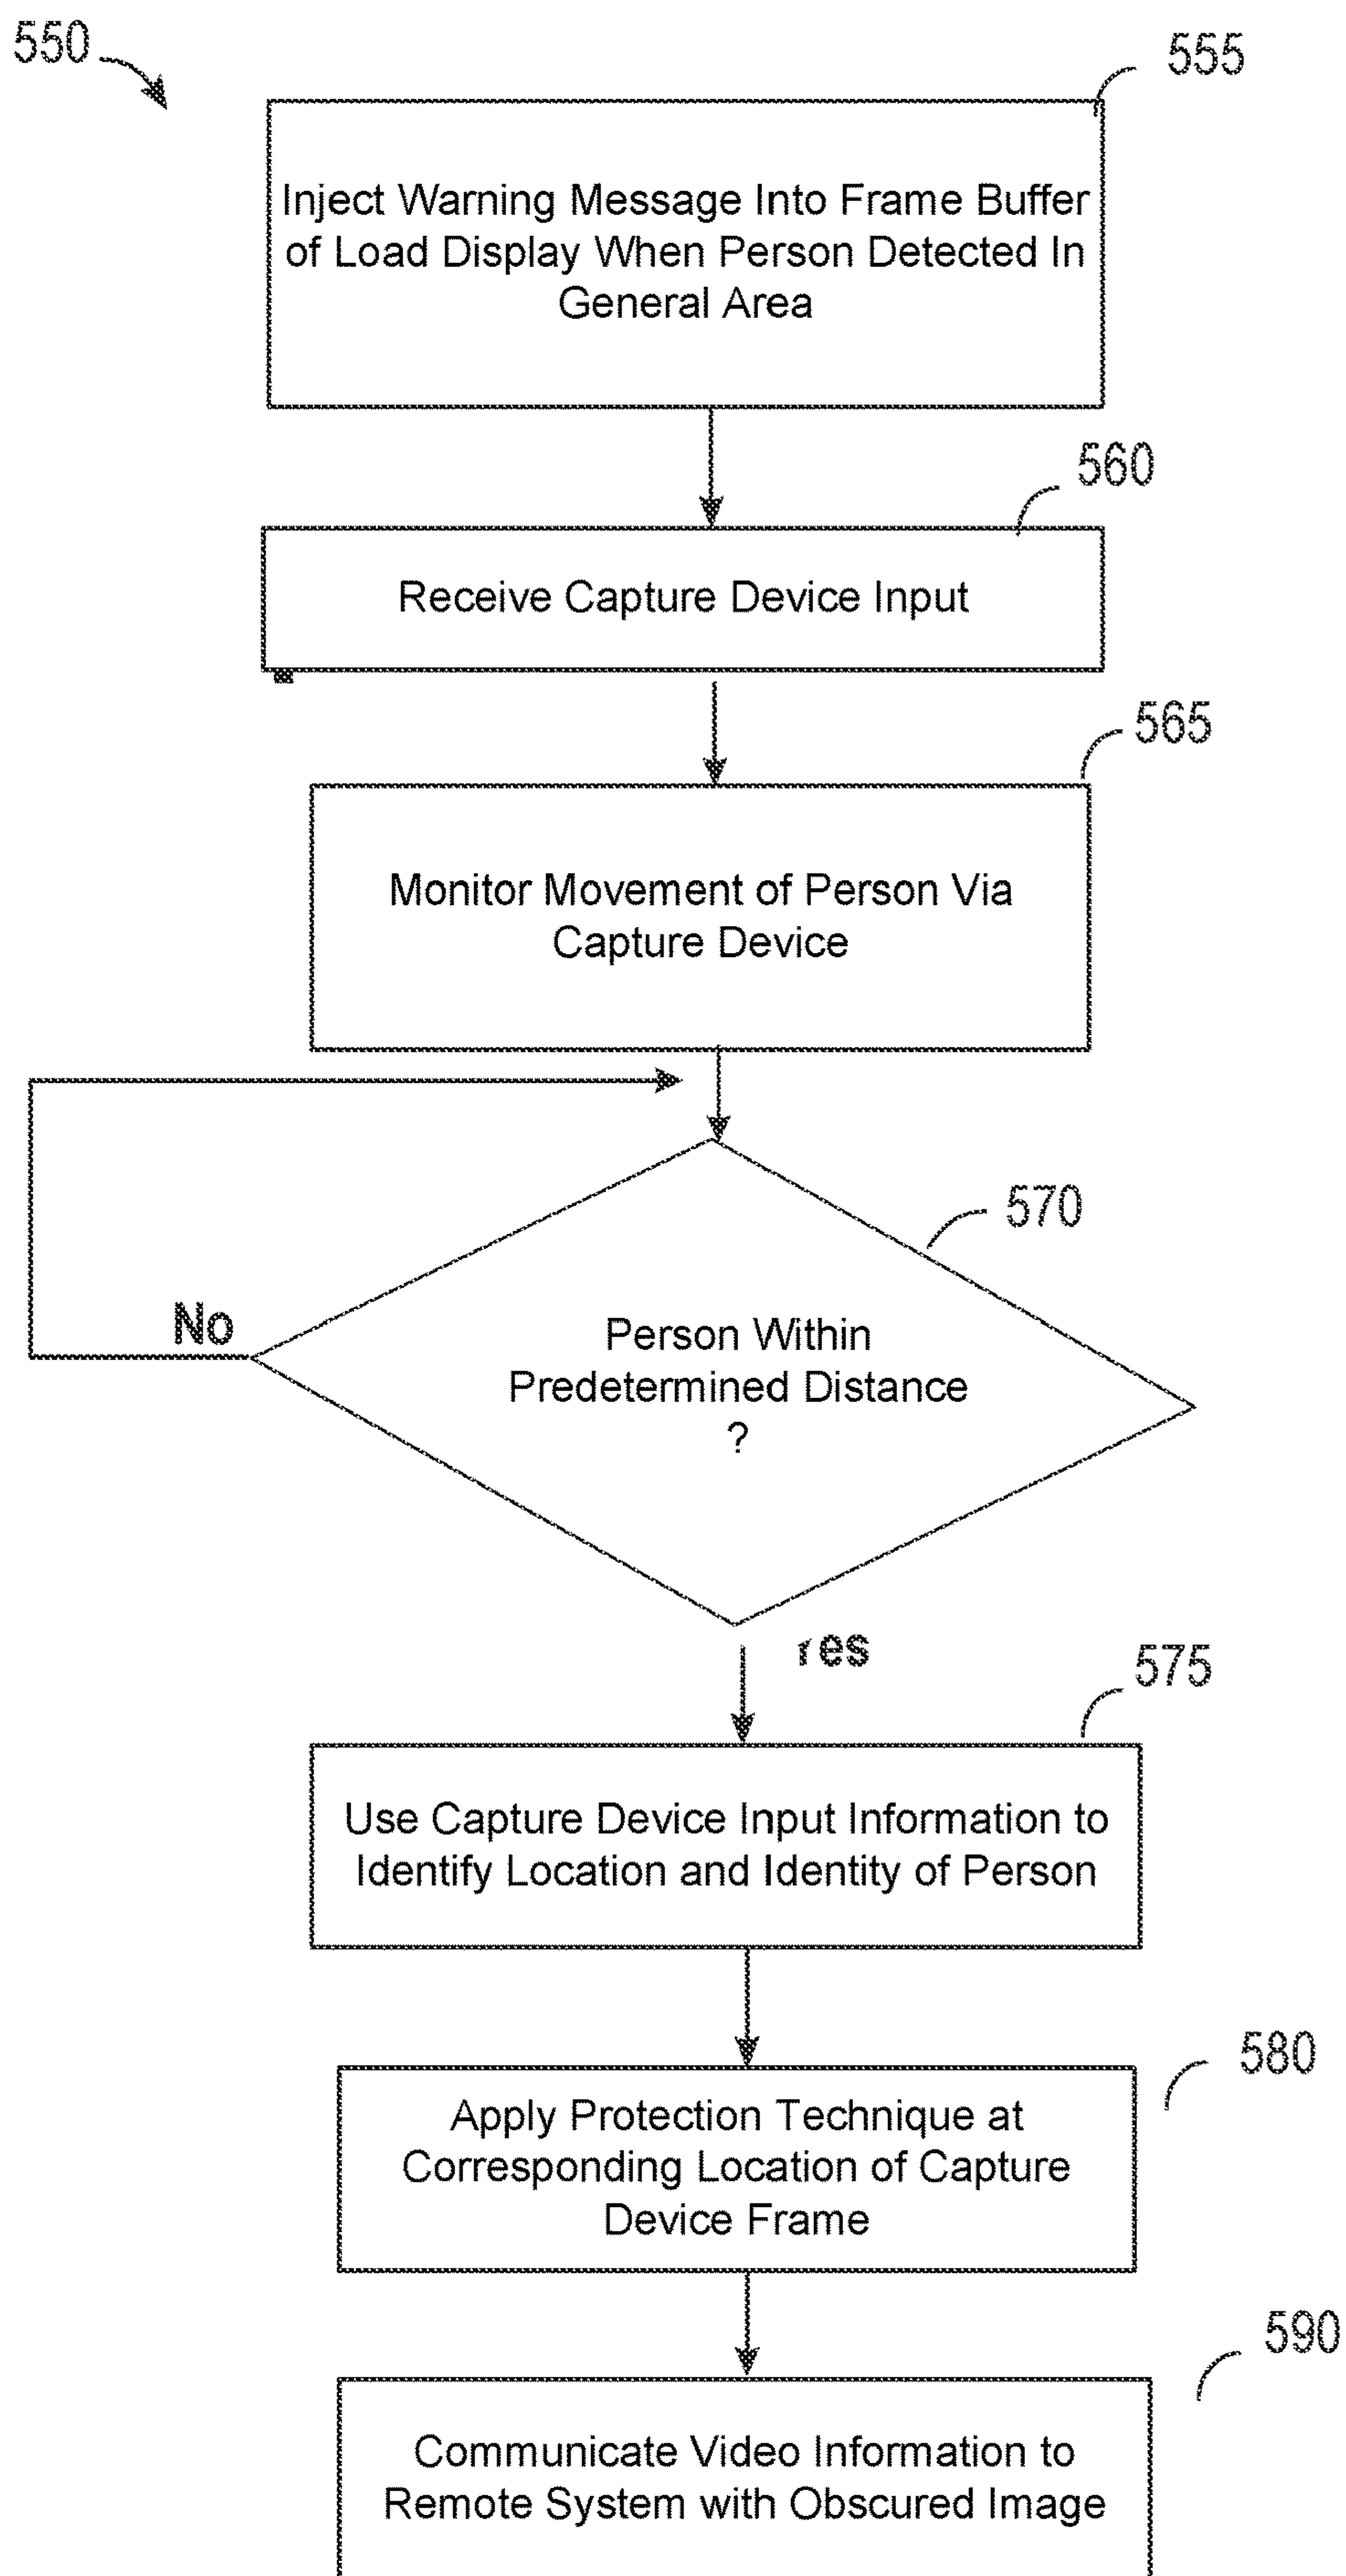 550
555
Inject Warning Message Into Frame Buffer
of Load Display When Person Detected In
General Area
560
Receive Capture Device Input
565
Monitor Movement of Person Via
Capture Device
570
No
Person Within
Predetermined Distance
?
Yes
575
Use Capture Device Input Information to
Identify Location and Identity of Person
580
Apply Protection Technique at
Corresponding Location of Capture
Device Frame
590
Communicate Video Information to
Remote System with Obscured Image